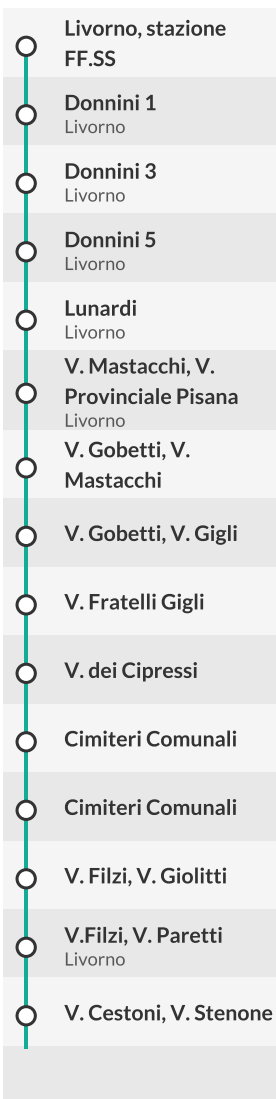 Livorno, stazione
FF.SS
Donnini 1
Livorno
Donnini 3
Livorno
Donnini 5
Livorno
Lunardi
Livorno
V. Mastacchi, V.
Provinciale Pisana
Livorno
V. Gobetti, V.
Mastacchi
V. Gobetti, V. Gigli
V. Fratelli Gigli
V. dei Cipressi
Cimiteri Comunali
Cimiteri Comunali
V. Filzi, V. Giolitti
V.Filzi, V. Paretti
Livorno
V. Cestoni, V. Stenone